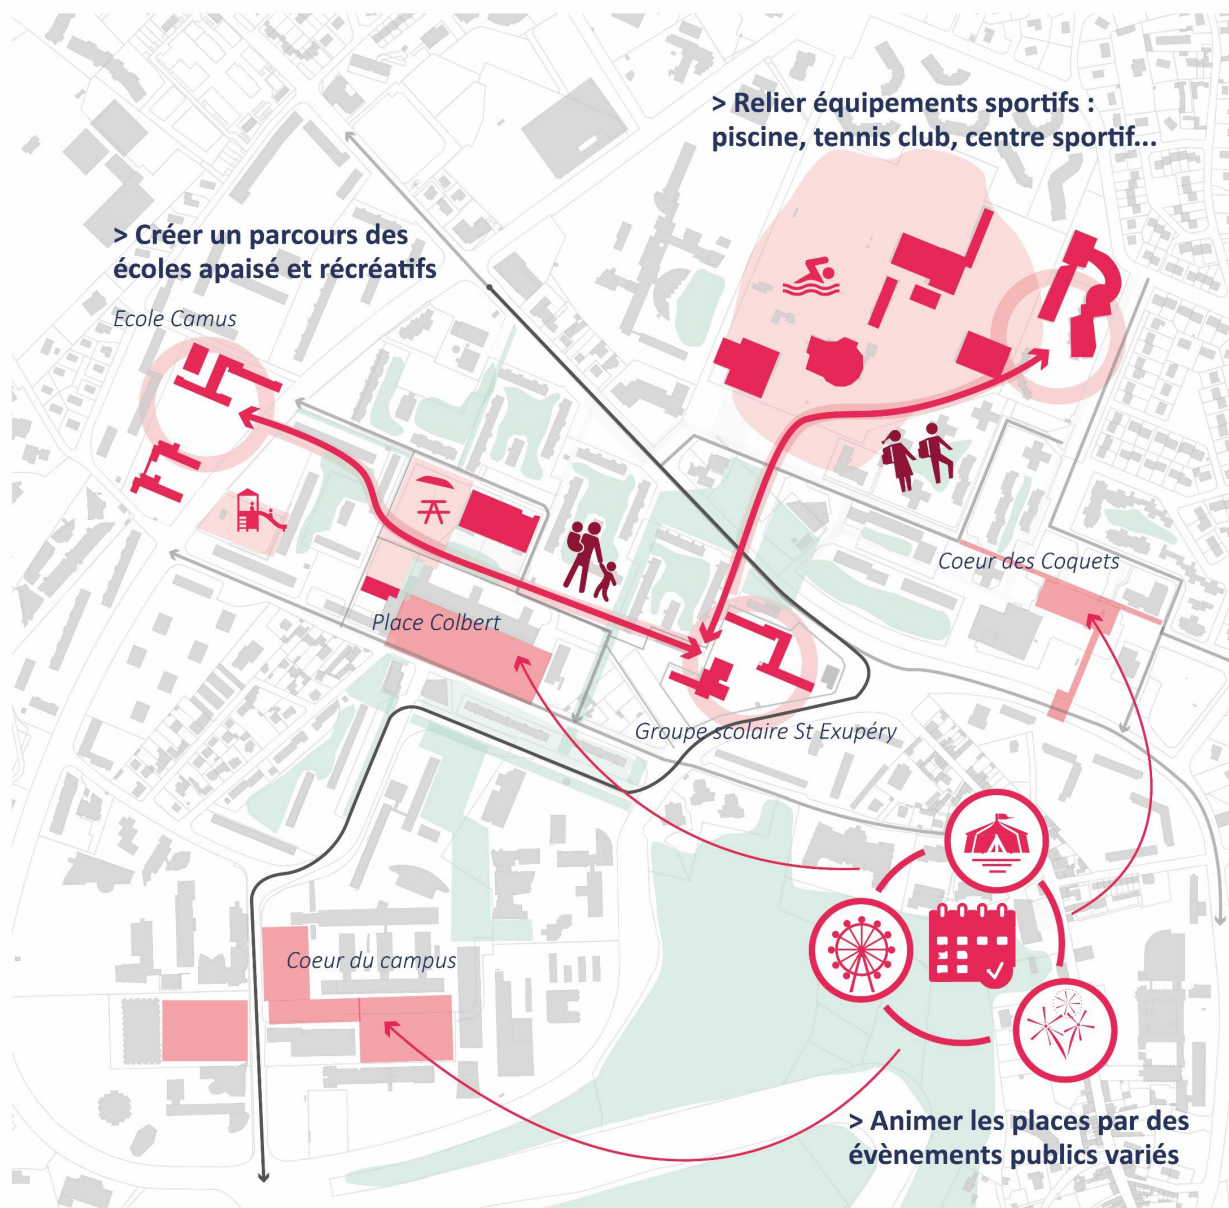 > Relier équipements sportifs :
piscine, tennis club, centre sportif...
> Créer un parcours des
écoles apaisé et récréatifs
Ecole Camus
Coeur des Coquets
Place Colbert
Groupe scolaire St Exupéry
Coeur du campus
> Animer les places par des
évènements publics variés